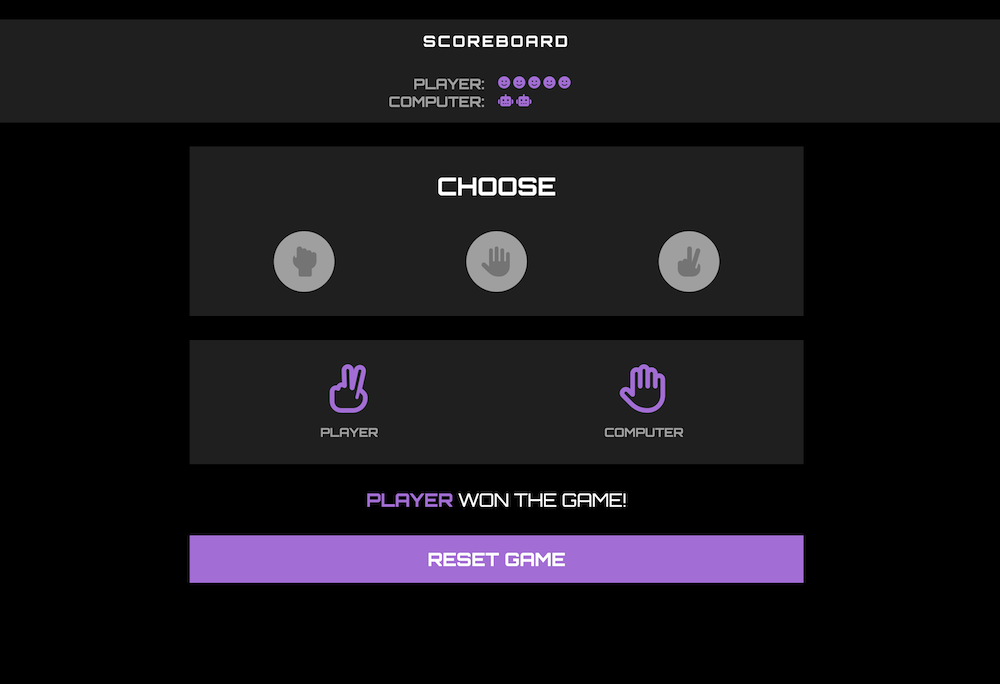 SCOREBOARD
PLAYER:
COMPUTER:
CHOOSE
PLAYER
COMPUTER
PLAYER WON THE GAME!
RESET GAME